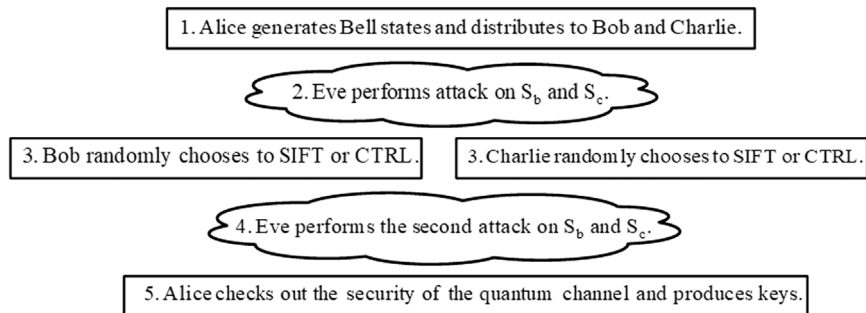 1. Alice generates Bell states and distributes to Bob and Charlie.
2. Eve performs attack on S_b and S_c.
3. Bob randomly chooses to SIFT or CTRL.
3. Charlie randomly chooses to SIFT or CTRL.
4. Eve performs the second attack on S_b and S_c.
5. Alice checks out the security of the quantum channel and produces keys.